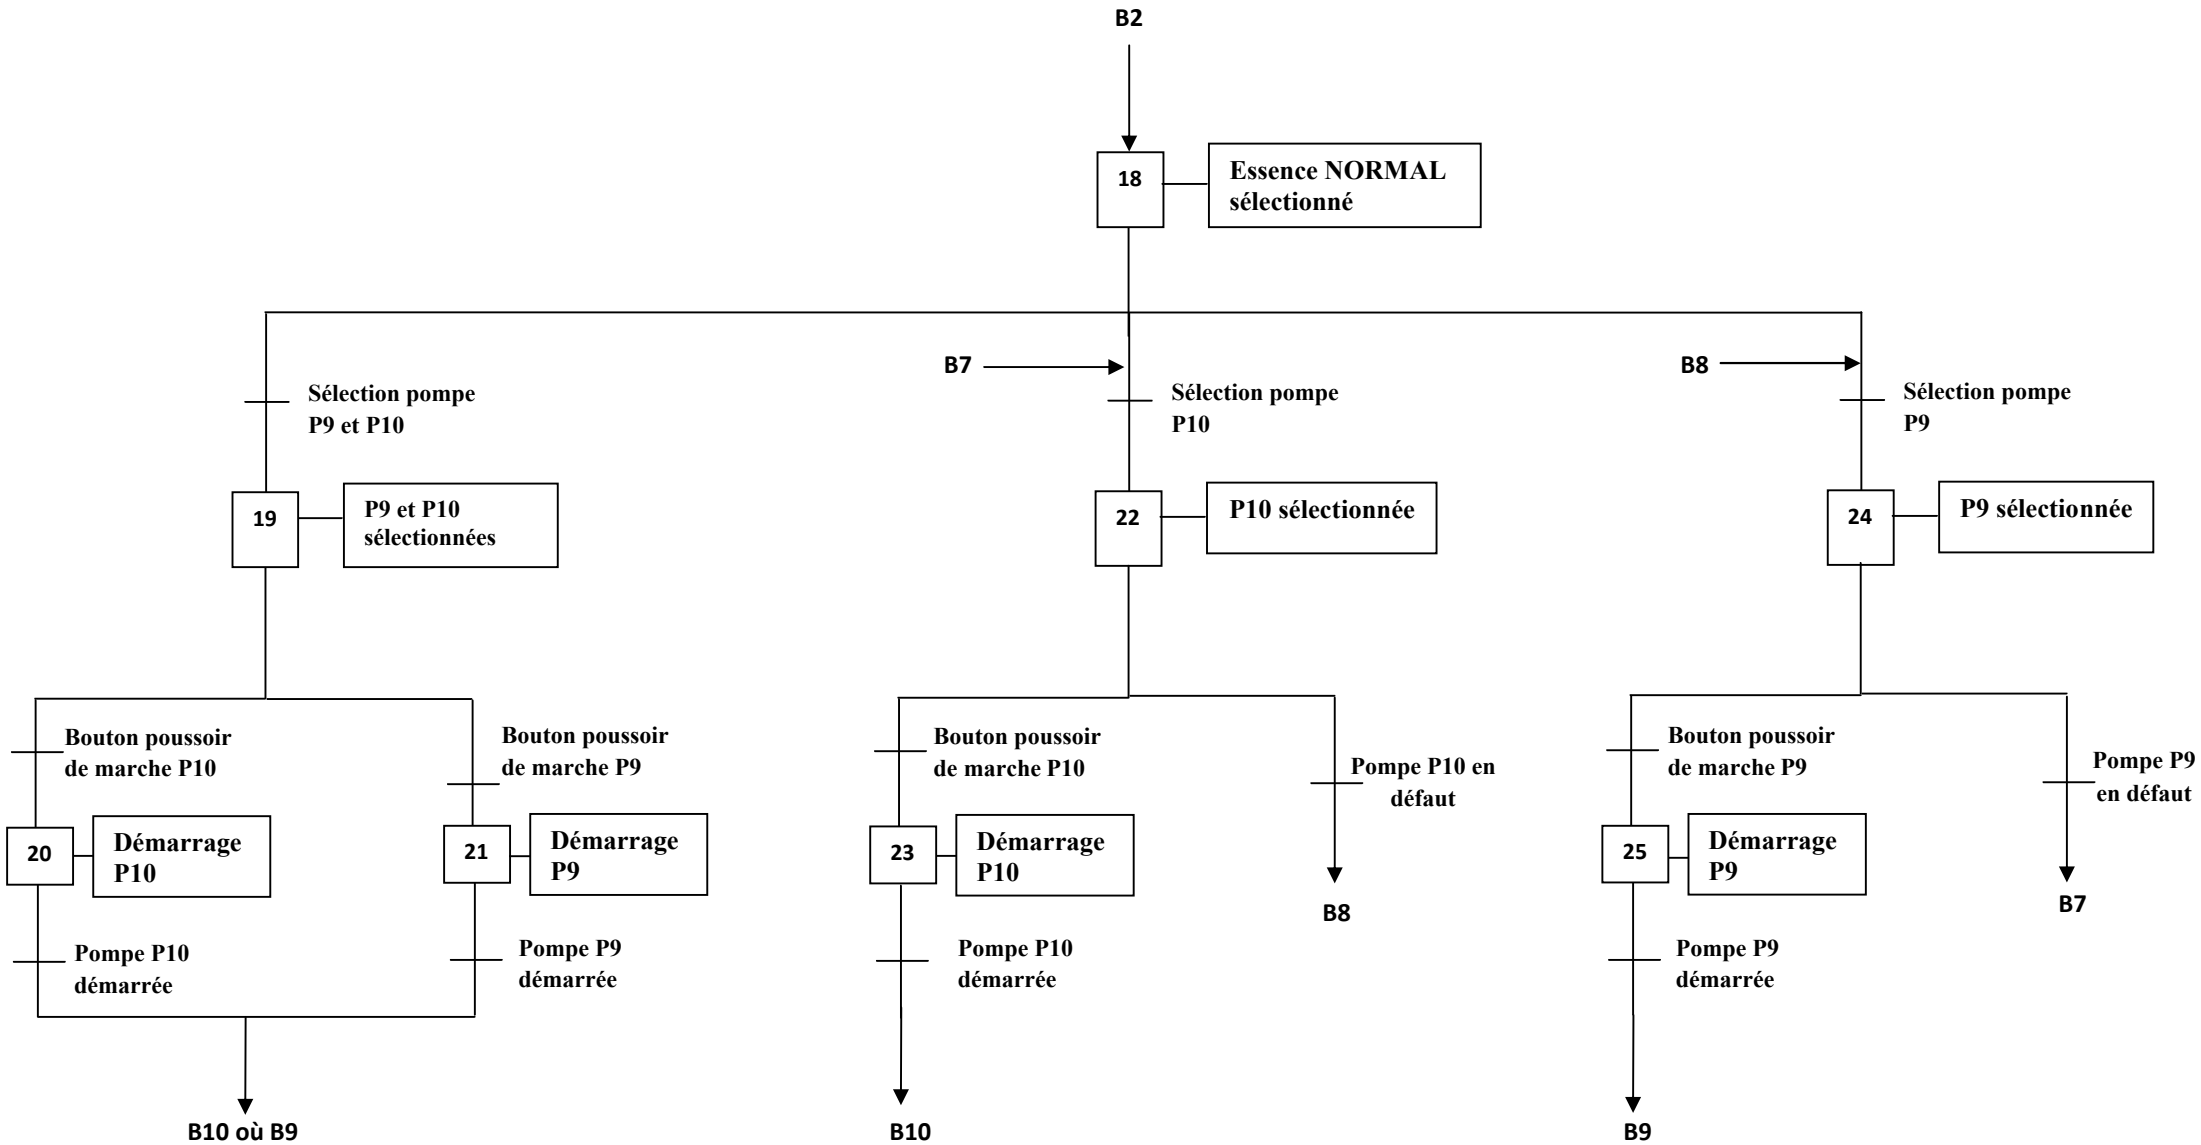 B2
18
Essence NORMAL
sélectionné
B7
B8
Sélection pompe
P9 et P10
Sélection pompe
P10
Sélection pompe
P9
19
P9 et P10
sélectionnées
22
P10 sélectionnée
24
P9 sélectionnée
Bouton poussoir
de marche P10
Bouton poussoir
de marche P9
Bouton poussoir
de marche P10
Pompe P10 en
défaut
Bouton poussoir
de marche P9
Pompe P9
en défaut
20
Démarrage
P10
21
Démarrage
P9
23
Démarrage
P10
B8
25
Démarrage
P9
B7
Pompe P10
démarrée
Pompe P9
démarrée
Pompe P10
démarrée
Pompe P9
démarrée
B10 où B9
B10
B9